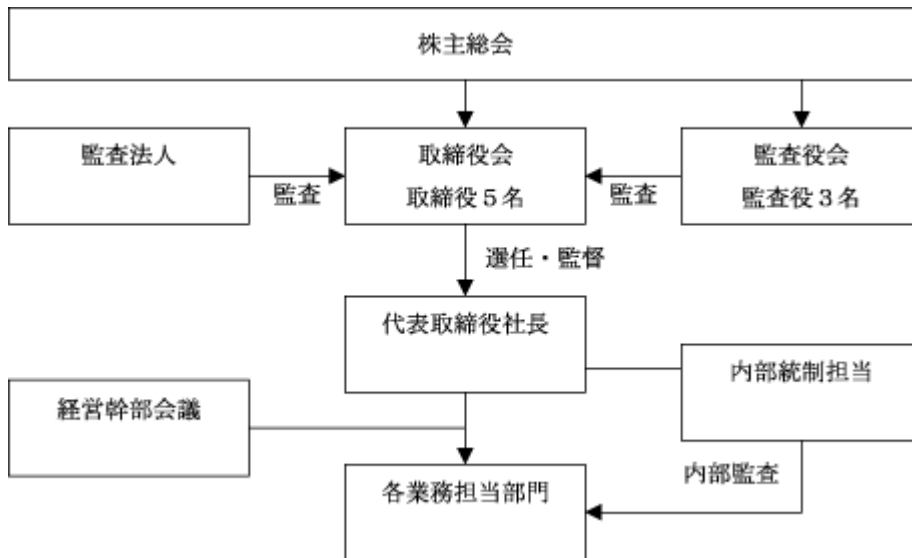 株主総会
監査法人
取締役会
取締役5名
監査役会
監査役3名
監査
監査
選任・監督
代表取締役社長
内部統制担当
経営幹部会議
内部監査
各業務担当部門